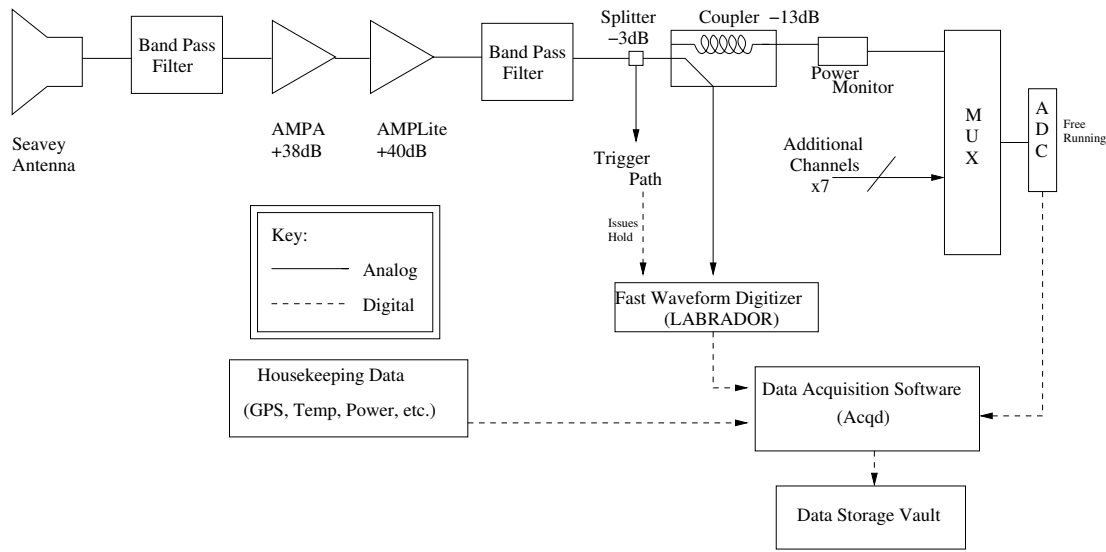 Seavey
Antenna
Band Pass
Filter
AMPA
+38dB
AMPLite
+40dB
Band Pass
Filter
Splitter
−3dB
Coupler −13dB
Power
Monitor
M
U
X
A
D
C
Free
Running
Additional
Channels
x7
Trigger
Path
Issues
Hold
Key:
Analog
Digital
Fast Waveform Digitizer
(LABRADOR)
Housekeeping Data
(GPS, Temp, Power, etc.)
Data Acquisition Software
(Acqd)
Data Storage Vault